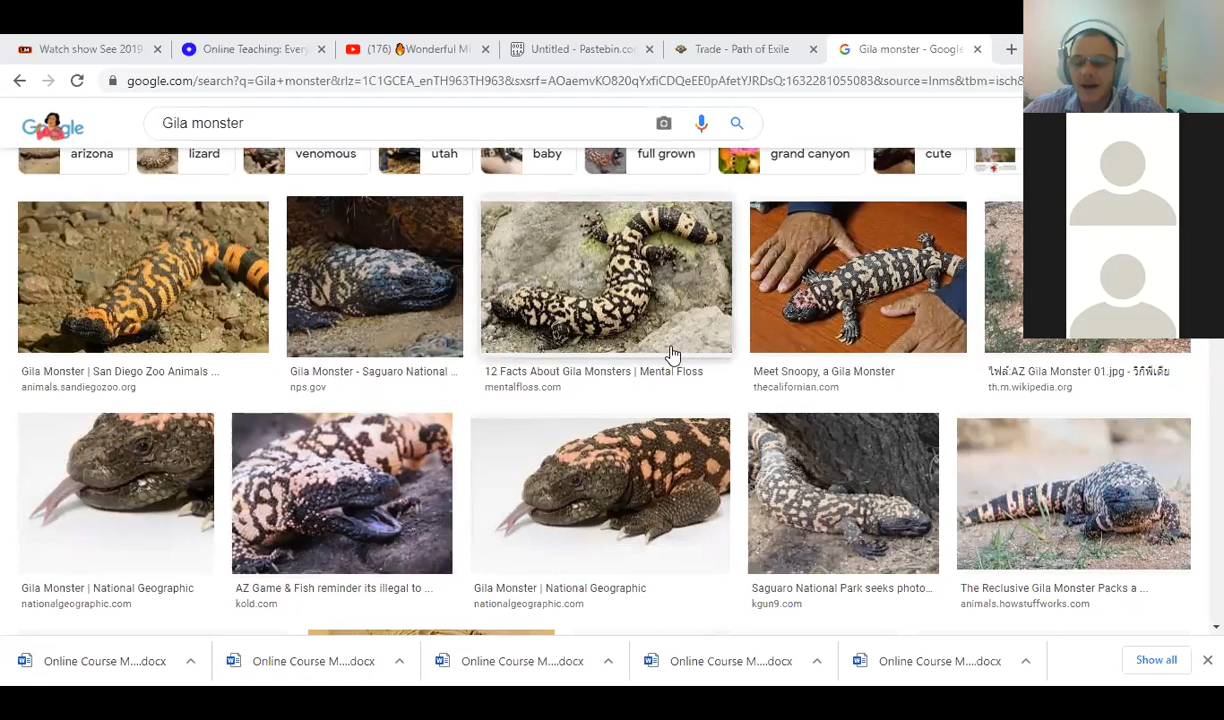 Watch show See 2019
Online Teaching: Ever
(176) 🔥Wonderful Mi
Untitled - Pastebin.co
Trade - Path of Exile
Gila monster - Google
google.com/search?q=Gila+monster&rlz=1C1GCEA_enTH963TH963&sxsrf=AOaemvKO820qYxfiCDQeEE0pAfetYJRDsQ:1632281055083&source=lnms&tbm=isch&
Google
Gila monster
arizona
lizard
venomous
utah
baby
full grown
grand canyon
cute
Gila Monster | San Diego Zoo Animals ...
animals.sandiegozoo.org
Gila Monster - Saguaro National ...
nps.gov
12 Facts About Gila Monsters | Mental Floss
mentalfloss.com
Meet Snoopy, a Gila Monster
thecalifornian.com
ไฟล์:AZ Gila Monster 01.jpg - วิกิพีเดีย
th.m.wikipedia.org
Gila Monster | National Geographic
nationalgeographic.com
AZ Game & Fish reminder its illegal to ...
kold.com
Gila Monster | National Geographic
nationalgeographic.com
Saguaro National Park seeks photo...
kgun9.com
The Reclusive Gila Monster Packs a ...
animals.howstuffworks.com
Online Course M....docx
Online Course M....docx
Online Course M....docx
Online Course M....docx
Online Course M....docx
Show all